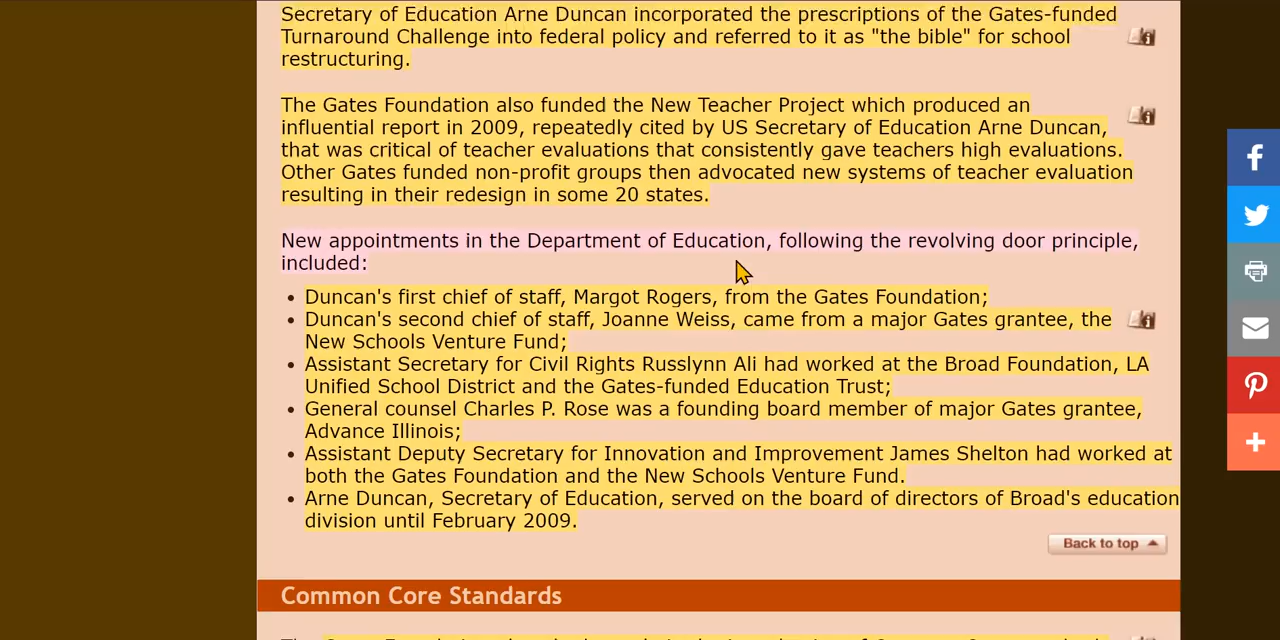 Secretary of Education Arne Duncan incorporated the prescriptions of the Gates-funded
Turnaround Challenge into federal policy and referred to it as "the bible" for school
restructuring.
The Gates Foundation also funded the New Teacher Project which produced an
influential report in 2009, repeatedly cited by US Secretary of Education Arne Duncan,
that was critical of teacher evaluations that consistently gave teachers high evaluations.
Other Gates funded non-profit groups then advocated new systems of teacher evaluation
resulting in their redesign in some 20 states.
New appointments in the Department of Education, following the revolving door principle,
included:
• Duncan's first chief of staff, Margot Rogers, from the Gates Foundation;
• Duncan's second chief of staff, Joanne Weiss, came from a major Gates grantee, the
New Schools Venture Fund;
• Assistant Secretary for Civil Rights Russlynn Ali had worked at the Broad Foundation, LA
Unified School District and the Gates-funded Education Trust;
• General counsel Charles P. Rose was a founding board member of major Gates grantee,
Advance Illinois;
• Assistant Deputy Secretary for Innovation and Improvement James Shelton had worked at
both the Gates Foundation and the New Schools Venture Fund.
• Arne Duncan, Secretary of Education, served on the board of directors of Broad's education
division until February 2009.
Back to top
Common Core Standards